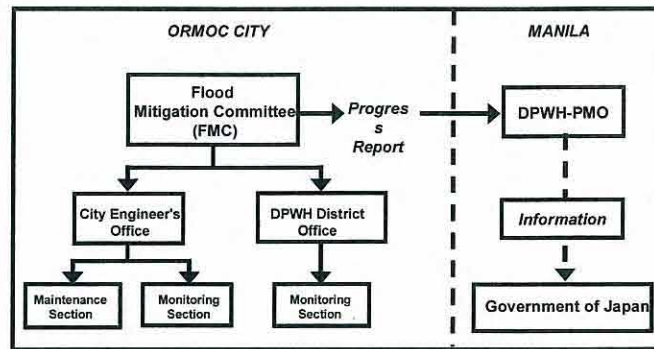 ORMOC CITY
MANILA
Flood
Mitigation Committee
(FMC)
Progres
s
Report
DPWH-PMO
City Engineer's
Office
DPWH District
Office
Information
Maintenance
Section
Monitoring
Section
Monitoring
Section
Government of Japan